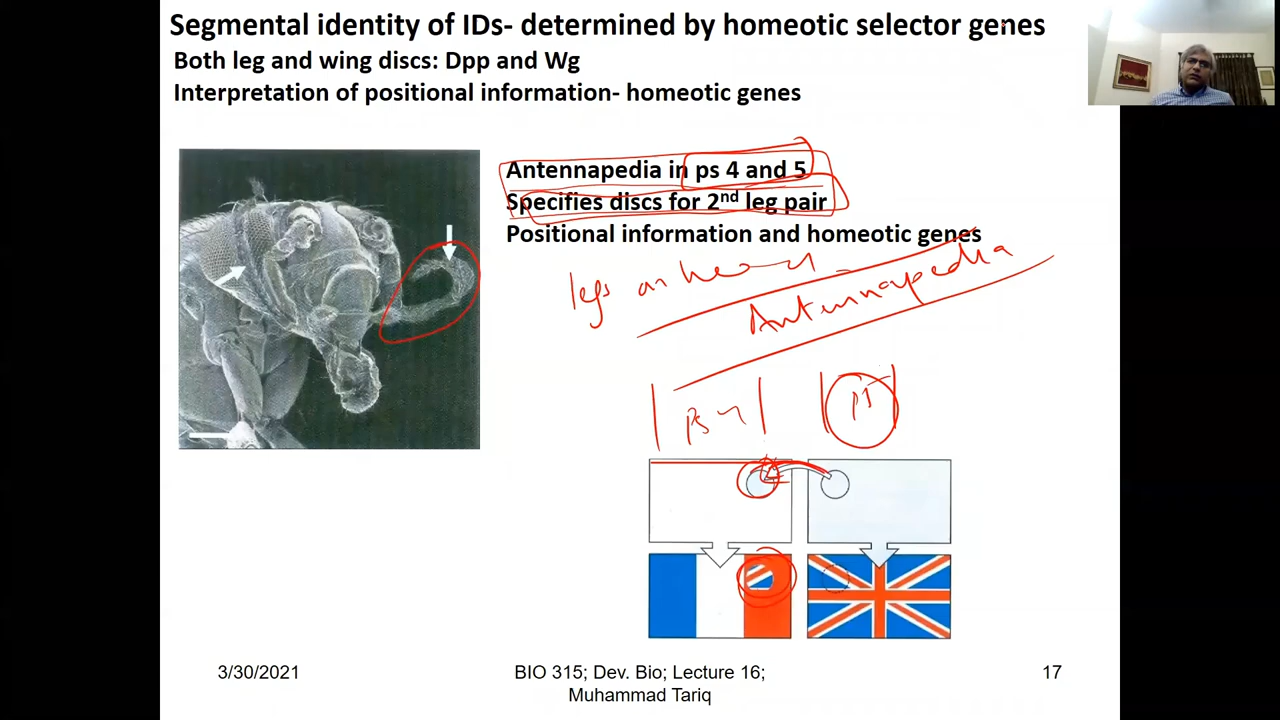 Segmental identity of IDs- determined by homeotic selector genes
Both leg and wing discs: Dpp and Wg
Interpretation of positional information- homeotic genes
Antennapedia in ps 4 and 5
Specifies discs for 2nd leg pair
Positional information and homeotic genes
legs on head
Antennapedia
ps 4
3/30/2021
BIO 315; Dev. Bio; Lecture 16;
Muhammad Tariq
17